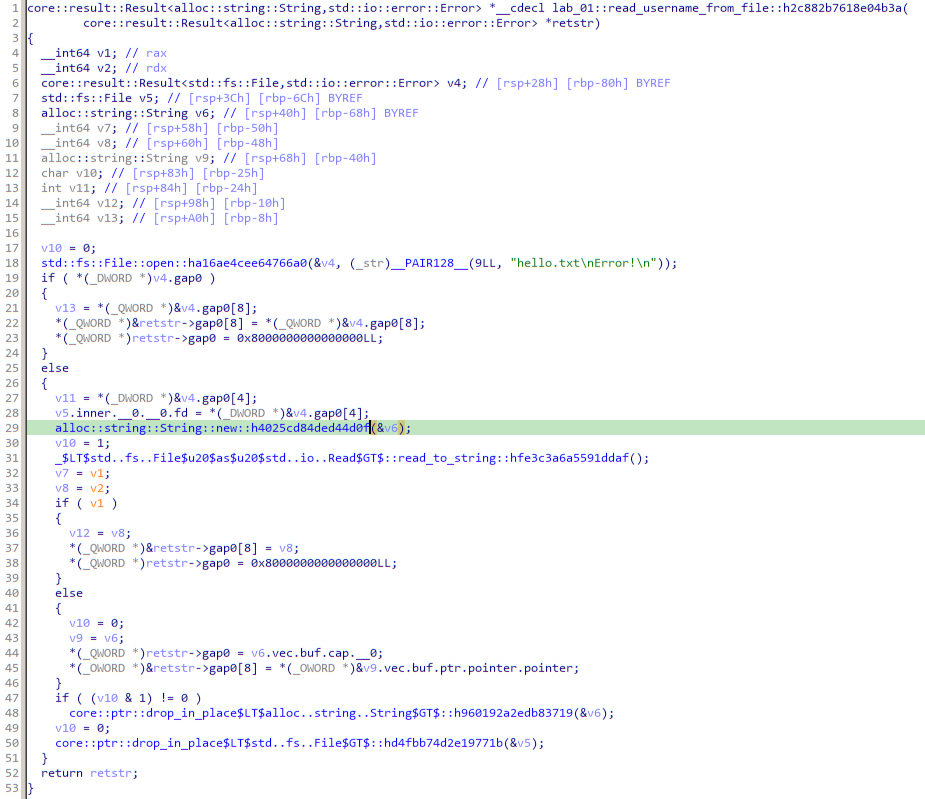 1 core::result::Result<alloc::string::String,std::io::error::Error> *__cdecl lab_01::read_username_from_file::h2c882b7618e04b3a(
2         core::result::Result<alloc::string::String,std::io::error::Error> *retstr)
3 {
4   __int64 v1; // rax
5   __int64 v2; // rdx
6   core::result::Result<std::fs::File,std::io::error::Error> v4; // [rsp+28h] [rbp-80h] BYREF
7   std::fs::File v5; // [rsp+3Ch] [rbp-6Ch] BYREF
8   alloc::string::String v6; // [rsp+40h] [rbp-68h] BYREF
9   __int64 v7; // [rsp+58h] [rbp-50h]
10   __int64 v8; // [rsp+60h] [rbp-48h]
11   alloc::string::String v9; // [rsp+68h] [rbp-40h]
12   char v10; // [rsp+83h] [rbp-25h]
13   int v11; // [rsp+84h] [rbp-24h]
14   __int64 v12; // [rsp+98h] [rbp-10h]
15   __int64 v13; // [rsp+A0h] [rbp-8h]
16
17   v10 = 0;
18   std::fs::File::open::ha16ae4cee64766a0(&v4, (_str)__PAIR128__(9LL, "hello.txt\nError!\n"));
19   if ( *(_DWORD *)v4.gap0 )
20   {
21     v13 = *(_QWORD *)&v4.gap0[8];
22     *(_QWORD *)&retstr->gap0[8] = *(_QWORD *)&v4.gap0[8];
23     *(_QWORD *)retstr->gap0 = 0x8000000000000000LL;
24   }
25   else
26   {
27     v11 = *(_DWORD *)&v4.gap0[4];
28     v5.inner.__0.__0.fd = *(_DWORD *)&v4.gap0[4];
29     alloc::string::String::new::h4025cd84ded44d0f(&v6);
30     v10 = 1;
31     _$LT$std..fs..File$u20$as$u20$std..io..Read$GT$::read_to_string::hfe3c3a6a5591ddaf();
32     v7 = v1;
33     v8 = v2;
34     if ( v1 )
35     {
36       v12 = v8;
37       *(_QWORD *)&retstr->gap0[8] = v8;
38       *(_QWORD *)retstr->gap0 = 0x8000000000000000LL;
39     }
40     else
41     {
42       v10 = 0;
43       v9 = v6;
44       *(_QWORD *)retstr->gap0 = v6.vec.buf.cap.__0;
45       *(_OWORD *)&retstr->gap0[8] = *(_OWORD *)&v9.vec.buf.ptr.pointer.pointer;
46     }
47     if ( (v10 & 1) != 0 )
48       core::ptr::drop_in_place$LT$alloc..string..String$GT$::h960192a2edb83719(&v6);
49     v10 = 0;
50     core::ptr::drop_in_place$LT$std..fs..File$GT$::hd4fbb74d2e19771b(&v5);
51   }
52   return retstr;
53 }